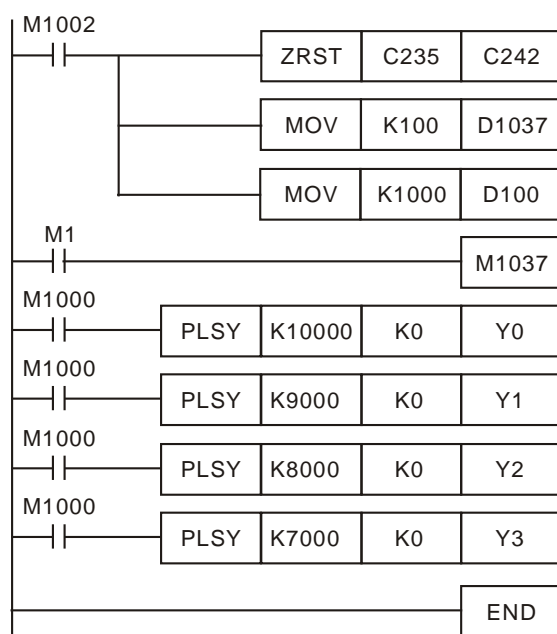 M1002
ZRST C235 C242
MOV K100 D1037
MOV K1000 D100
M1
M1037
M1000
PLSY K10000 K0 Y0
M1000
PLSY K9000 K0 Y1
M1000
PLSY K8000 K0 Y2
M1000
PLSY K7000 K0 Y3
END